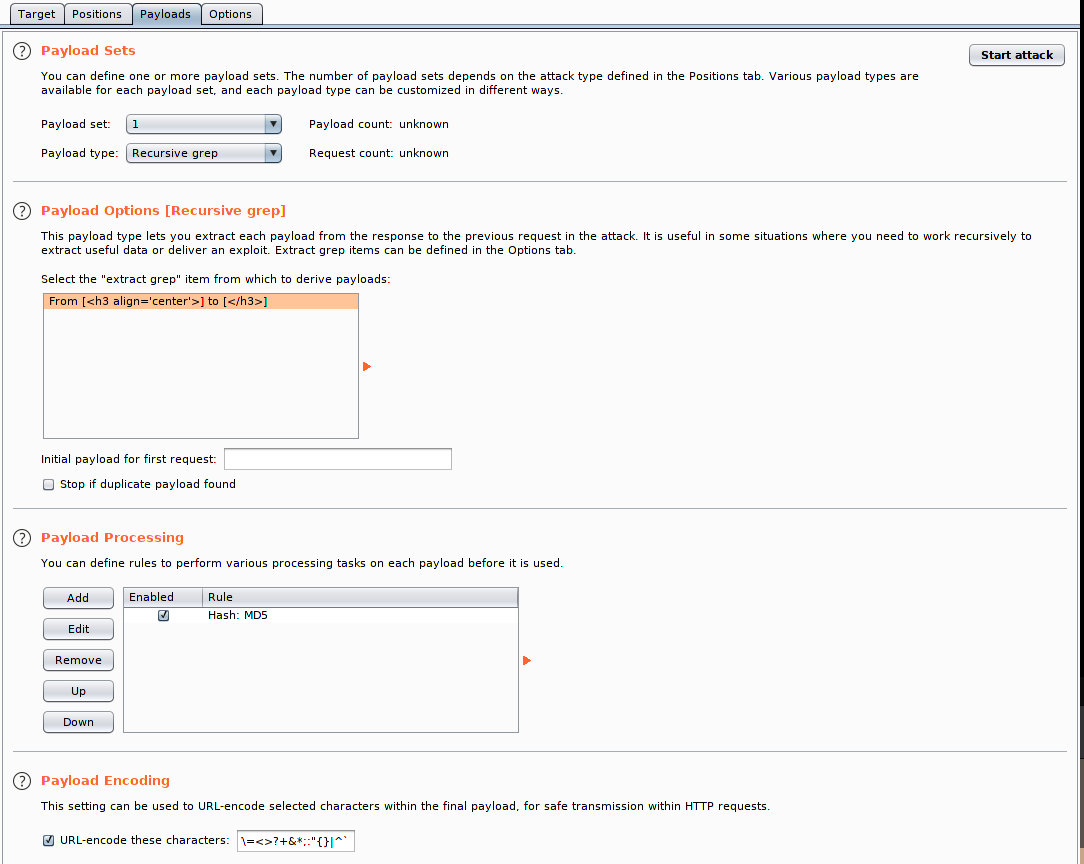 Target Positions Payloads Options
? Payload Sets
Start attack
You can define one or more payload sets. The number of payload sets depends on the attack type defined in the Positions tab. Various payload types are
available for each payload set, and each payload type can be customized in different ways.
Payload set: 1 Payload count: unknown
Payload type: Recursive grep Request count: unknown
? Payload Options [Recursive grep]
This payload type lets you extract each payload from the response to the previous request in the attack. It is useful in some situations where you need to work recursively to
extract useful data or deliver an exploit. Extract grep items can be defined in the Options tab.
Select the "extract grep" item from which to derive payloads:
From [<h3 align='center'>] to [</h3>]
Initial payload for first request:
Stop if duplicate payload found
? Payload Processing
You can define rules to perform various processing tasks on each payload before it is used.
Add Enabled Rule
Hash: MD5
Edit
Remove
Up
Down
? Payload Encoding
This setting can be used to URL-encode selected characters within the final payload, for safe transmission within HTTP requests.
URL-encode these characters: \=<>?+&*;:"{}|^`